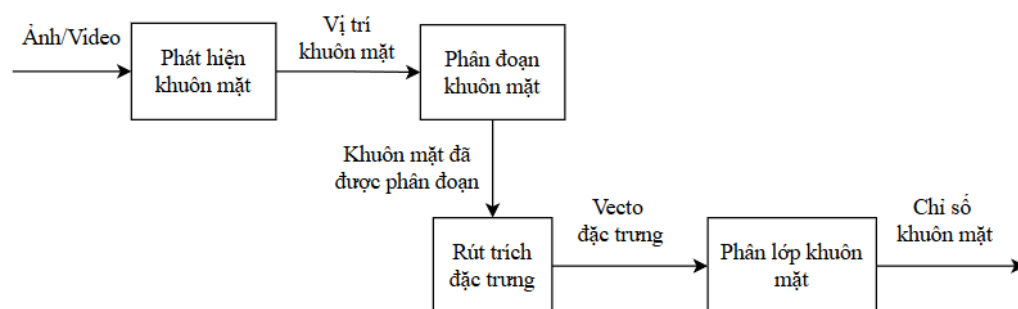 Ảnh/Video
Phát hiện
khuôn mặt
Vị trí
khuôn mặt
Phân đoạn
khuôn mặt
Khuôn mặt đã
được phân đoạn
Rút trích
đặc trưng
Vecto
đặc trưng
Phân lớp khuôn
mặt
Chỉ số
khuôn mặt